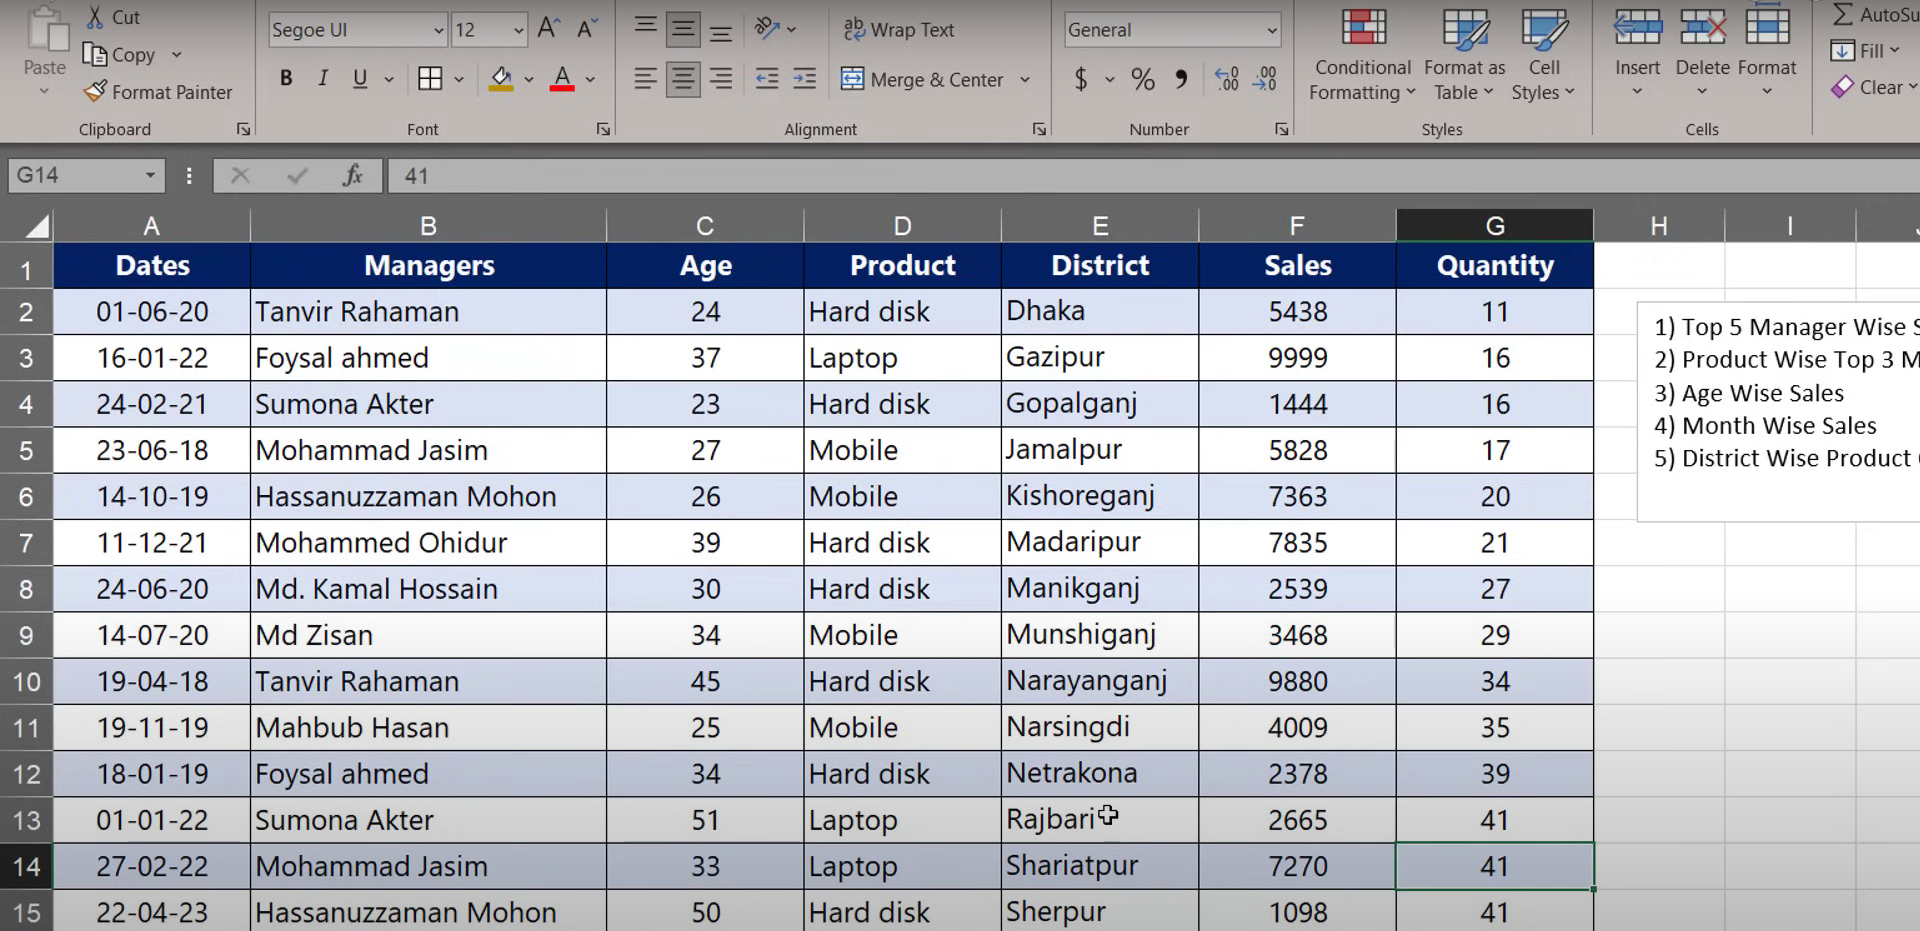 Cut
Copy
Format Painter
Paste
Clipboard
Segoe UI
12
A A
B I U A
Font
ab
Wrap Text
Merge & Center
Alignment
General
$ % 9 .00 .00
Number
Conditional Formatting
Format as Table
Cell Styles
Styles
Insert
Delete
Format
Cells
Fill
Clear
G14
fx
41
A B C D E F G H I
1 Dates Managers Age Product District Sales Quantity
2 01-06-20 Tanvir Rahaman 24 Hard disk Dhaka 5438 11
3 16-01-22 Foysal ahmed 37 Laptop Gazipur 9999 16
4 24-02-21 Sumona Akter 23 Hard disk Gopalganj 1444 16
5 23-06-18 Mohammad Jasim 27 Mobile Jamalpur 5828 17
6 14-10-19 Hassanuzzaman Mohon 26 Mobile Kishoreganj 7363 20
7 11-12-21 Mohammed Ohidur 39 Hard disk Madaripur 7835 21
8 24-06-20 Md. Kamal Hossain 30 Hard disk Manikganj 2539 27
9 14-07-20 Md Zisan 34 Mobile Munshiganj 3468 29
10 19-04-18 Tanvir Rahaman 45 Hard disk Narayanganj 9880 34
11 19-11-19 Mahbub Hasan 25 Mobile Narsingdi 4009 35
12 18-01-19 Foysal ahmed 34 Hard disk Netrakona 2378 39
13 01-01-22 Sumona Akter 51 Laptop Rajbari 2665 41
14 27-02-22 Mohammad Jasim 33 Laptop Shariatpur 7270 41
15 22-04-23 Hassanuzzaman Mohon 50 Hard disk Sherpur 1098 41
1) Top 5 Manager Wise
2) Product Wise Top 3
3) Age Wise Sales
4) Month Wise Sales
5) District Wise Product